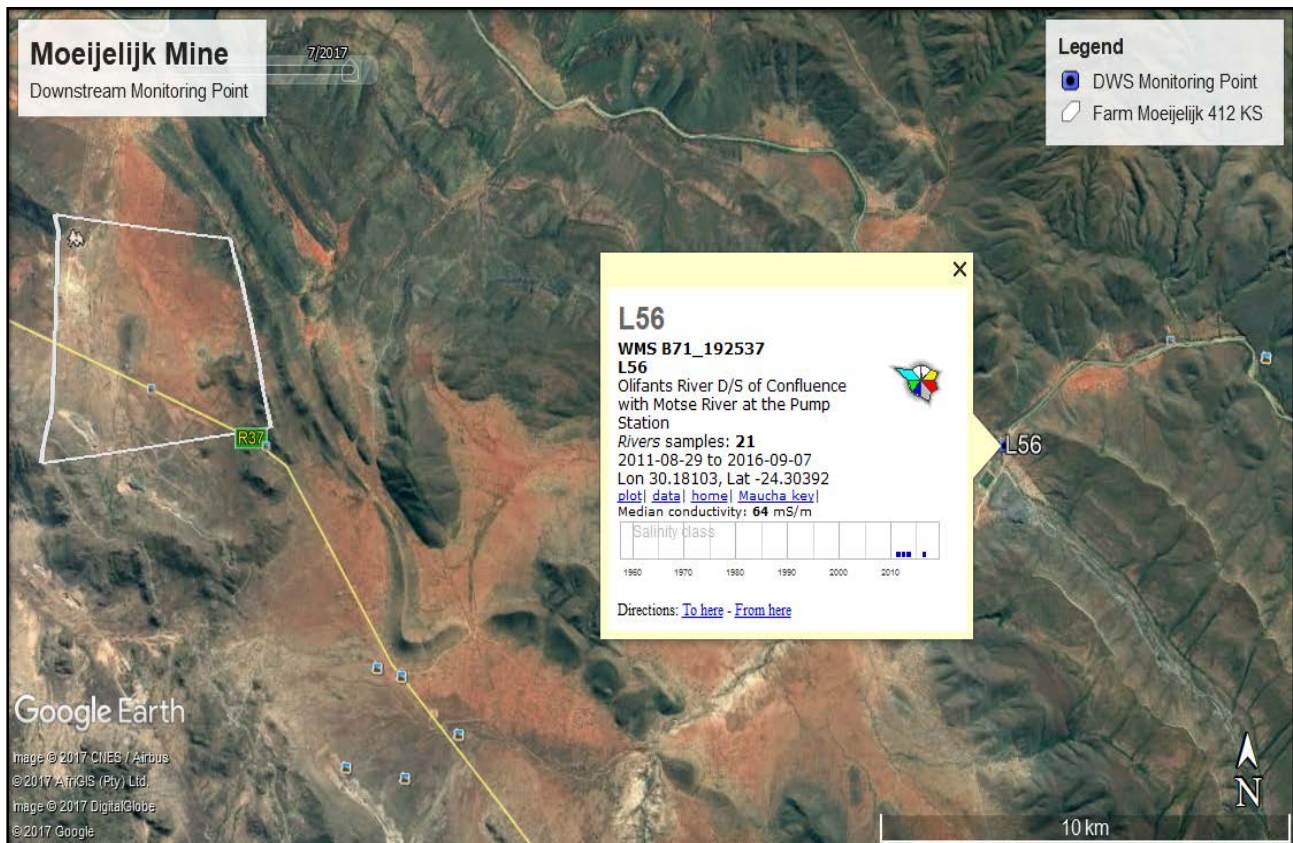 Moeijelijk Mine
Downstream Monitoring Point
7/2017
Legend
DWS Monitoring Point
Farm Moeijelijk 412 KS
R37
L56
WMS B71_192537
L56
Olifants River D/S of Confluence
with Motse River at the Pump
Station
Rivers samples: 21
2011-08-29 to 2016-09-07
Lon 30.18103, Lat -24.30392
plot| data| home| Maucha key|
Median conductivity: 64 mS/m
Salinity class
1960 1970 1980 1990 2000 2010
Directions: To here - From here
L56
Google Earth
Image © 2017 CNES / Airbus
© 2017 AfriGIS (Pty) Ltd.
Image © 2017 DigitalGlobe
© 2017 Google
N
10 km